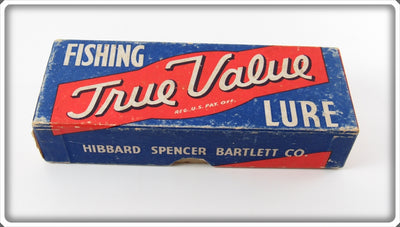 FISHING
True Value
REG. U.S. PAT. OFF.
LURE
HIBBARD SPENCER BARTLETT CO.